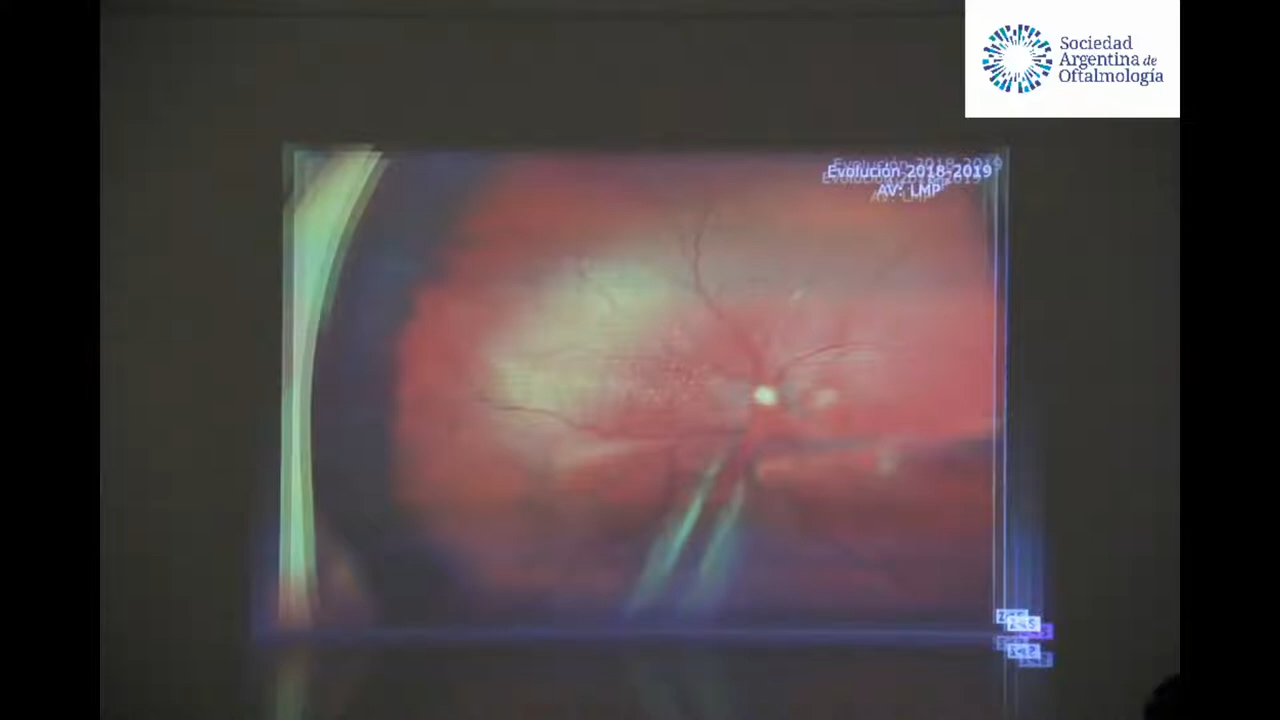 Sociedad
Argentina de
Oftalmología
Evolución 2018-2019
AV: LMP